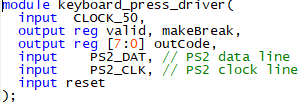 module keyboard_press_driver(
input CLOCK_50,
output reg valid, makeBreak,
output reg [7:0] outCode,
input PS2_DAT, // PS2 data line
input PS2_CLK, // PS2 clock line
input reset
);